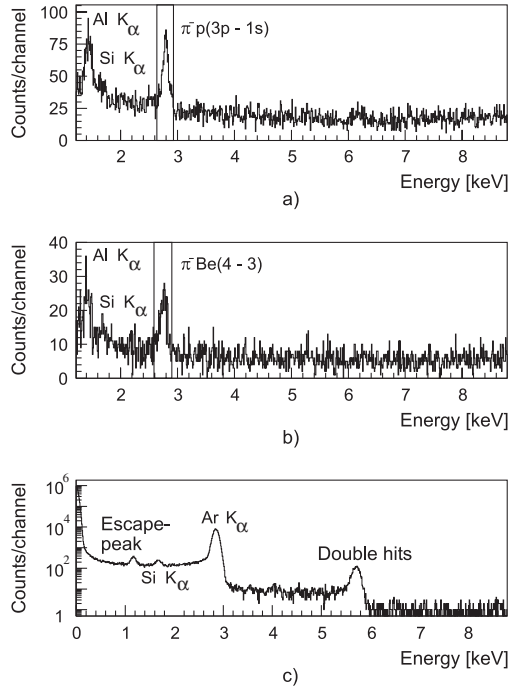 Counts/channel
100
75
50
25
0
Al Kα
Si Kα
π⁻p(3p - 1s)
2 3 4 5 6 7 8
Energy [keV]
a)
Counts/channel
40
30
20
10
0
Al Kα
Si Kα
π⁻Be(4 - 3)
2 3 4 5 6 7 8
Energy [keV]
b)
Counts/channel
10⁶
10⁴
10²
1
Escape-
peak
Si Kα
Ar Kα
Double hits
0 1 2 3 4 5 6 7 8
Energy [keV]
c)